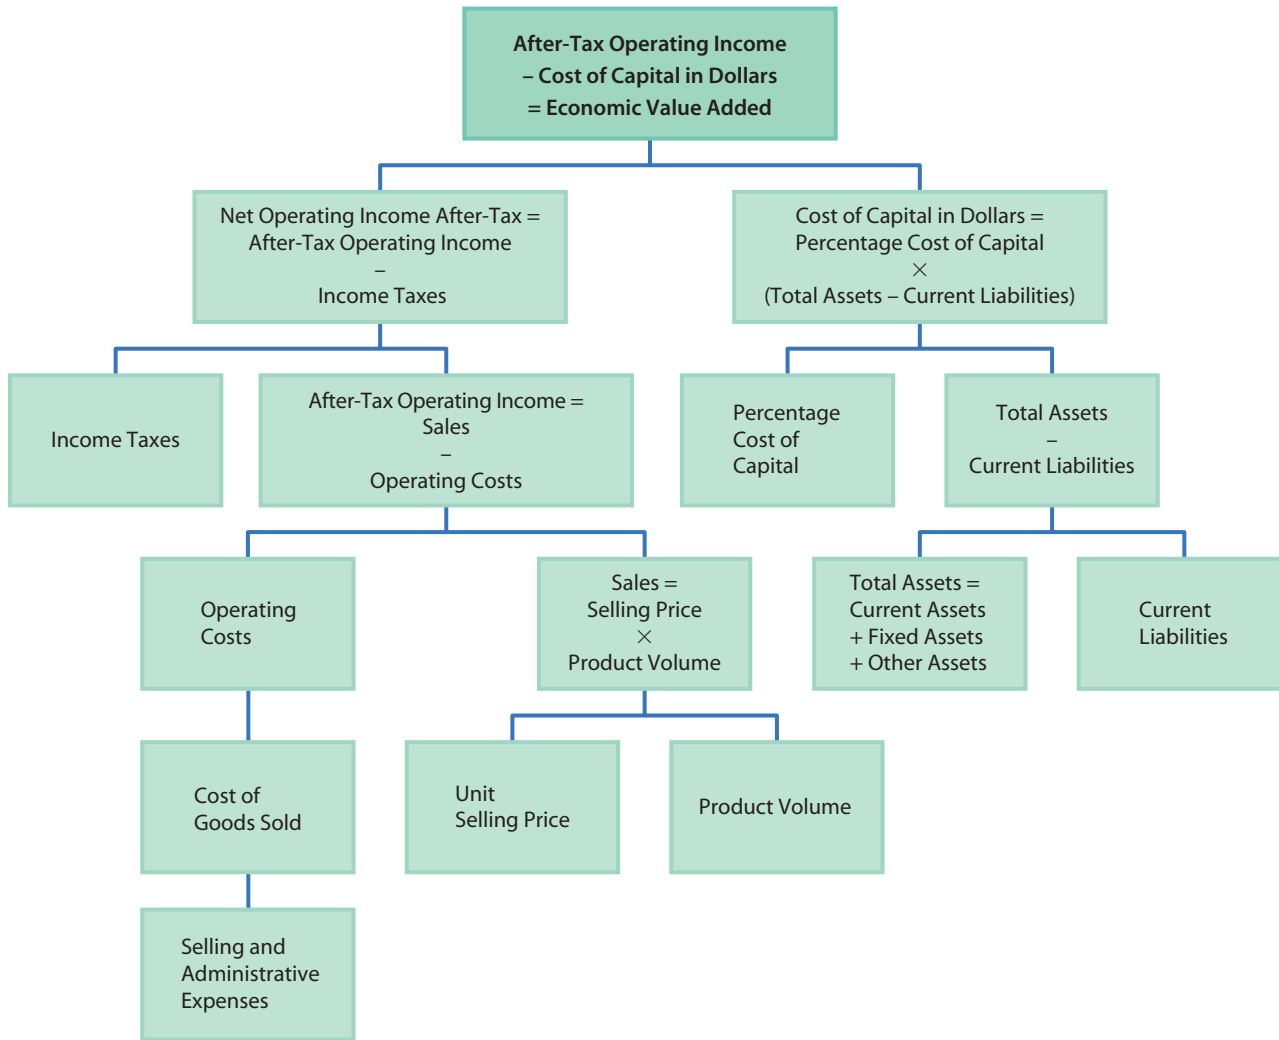 After-Tax Operating Income
– Cost of Capital in Dollars
= Economic Value Added
Net Operating Income After-Tax =
After-Tax Operating Income
–
Income Taxes
Cost of Capital in Dollars =
Percentage Cost of Capital
×
(Total Assets – Current Liabilities)
Income Taxes
After-Tax Operating Income =
Sales
–
Operating Costs
Percentage
Cost of
Capital
Total Assets
–
Current Liabilities
Operating
Costs
Sales =
Selling Price
×
Product Volume
Total Assets =
Current Assets
+ Fixed Assets
+ Other Assets
Current
Liabilities
Cost of
Goods Sold
Unit
Selling Price
Product Volume
Selling and
Administrative
Expenses